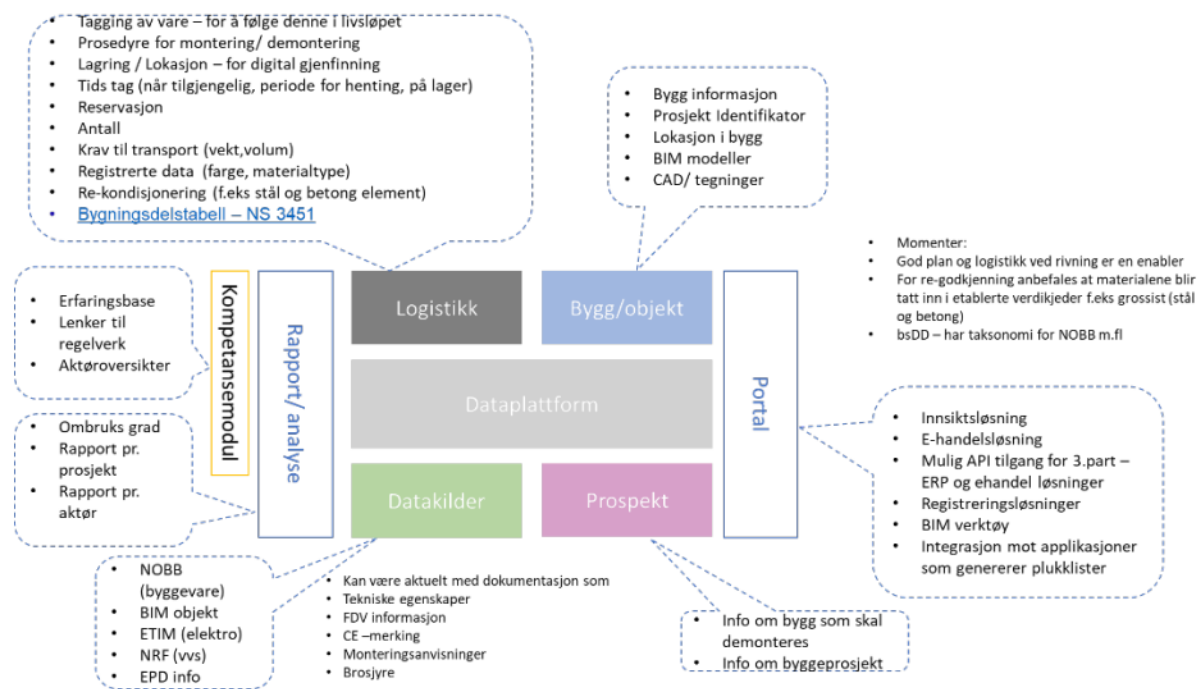 • Tagging av vare – for å følge denne i livsløpet
• Prosedyre for montering/ demontering
• Lagring / Lokasjon – for digital gjenfinning
• Tids tag (når tilgjengelig, periode for henting, på lager)
• Reservasjon
• Antall
• Krav til transport (vekt,volum)
• Registrerte data (farge, materialtype)
• Re-kondisjonering (f.eks stål og betong element)
• Bygningsdelstabell – NS 3451
• Bygg informasjon
• Prosjekt Identifikator
• Lokasjon i bygg
• BIM modeller
• CAD/ tegninger
• Momenter:
• God plan og logistikk ved rivning er en enabler
• For re-godkjenning anbefales at materialene blir
tatt inn i etablerte verdikjeder f.eks grossist (stål
og betong)
• bsDD – har taksonomi for NOBB m.fl
• Erfaringsbase
• Lenker til
regelverk
• Aktøroversikter
• Ombruks grad
• Rapport pr.
prosjekt
• Rapport pr.
aktør
Kompetansemodul
Rapport/ analyse
Logistikk
Bygg/objekt
Dataplattform
Datakilder
Prospekt
Portal
• Innsiktsløsning
• E-handelsløsning
• Mulig API tilgang for 3.part –
ERP og ehandel løsninger
• Registreringsløsninger
• BIM verktøy
• Integrasjon mot applikasjoner
som genererer plukklister
• NOBB
(byggevare)
• BIM objekt
• ETIM (elektro)
• NRF (vvs)
• EPD info
• Kan være aktuelt med dokumentasjon som
• Tekniske egenskaper
• FDV informasjon
• CE –merking
• Monteringsanvisninger
• Brosjyre
• Info om bygg som skal
demonteres
• Info om byggeprosjekt